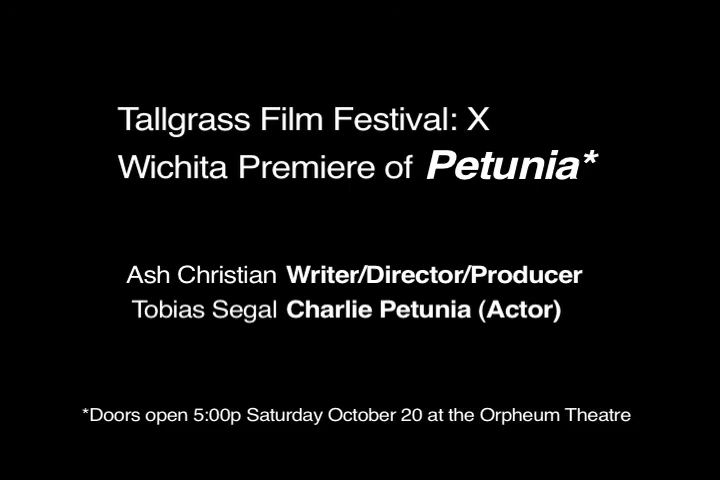 Tallgrass Film Festival: X
Wichita Premiere of Petunia*
Ash Christian Writer/Director/Producer
Tobias Segal Charlie Petunia (Actor)
*Doors open 5:00p Saturday October 20 at the Orpheum Theatre